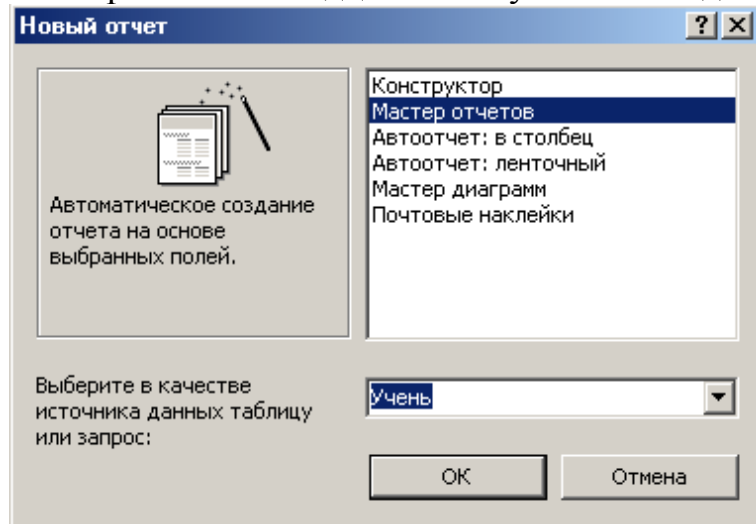 Новый отчет
Конструктор
Мастер отчетов
Автоотчет: в столбец
Автоотчет: ленточный
Мастер диаграмм
Почтовые наклейки
Автоматическое создание
отчета на основе
выбранных полей.
Выберите в качестве
источника данных таблицу
или запрос:
Учень
ОК
Отмена